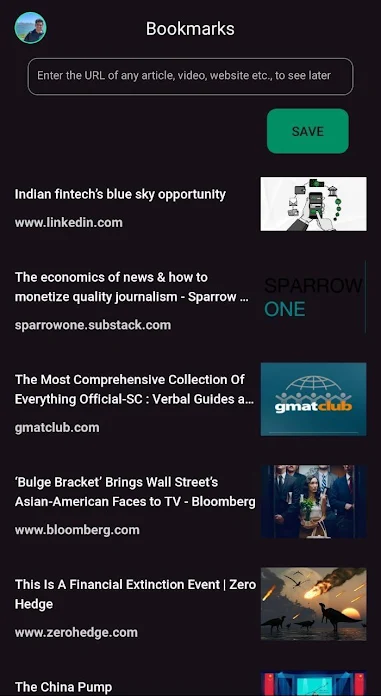 Bookmarks
Enter the URL of any article, video, website etc., to see later
SAVE
Indian fintech's blue sky opportunity
www.linkedin.com
The economics of news & how to
monetize quality journalism - Sparrow ...
sparrowone.substack.com
SPARROW
ONE
The Most Comprehensive Collection Of
Everything Official-SC : Verbal Guides a...
gmatclub.com
gmatclub
‘Bulge Bracket’ Brings Wall Street’s
Asian-American Faces to TV - Bloomberg
www.bloomberg.com
This Is A Financial Extinction Event | Zero
Hedge
www.zerohedge.com
The China Pump